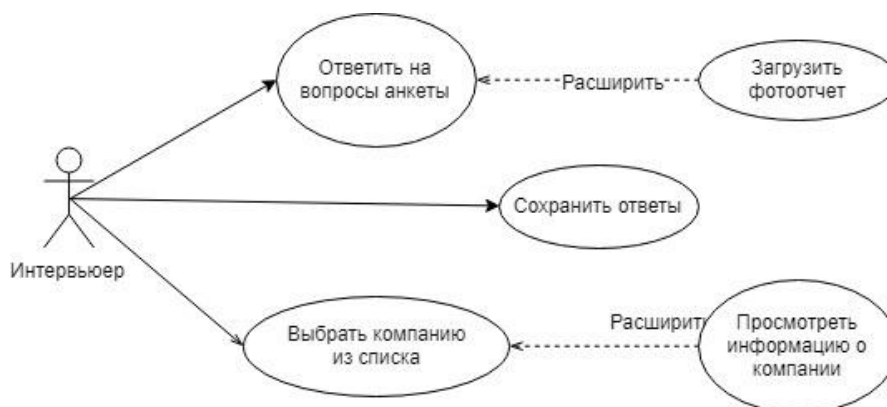 Ответить на
вопросы анкеты
Расширить
Загрузить
фотоотчет
Сохранить ответы
Интервьюер
Выбрать компанию
из списка
Расширить
Просмотреть
информацию о
компании